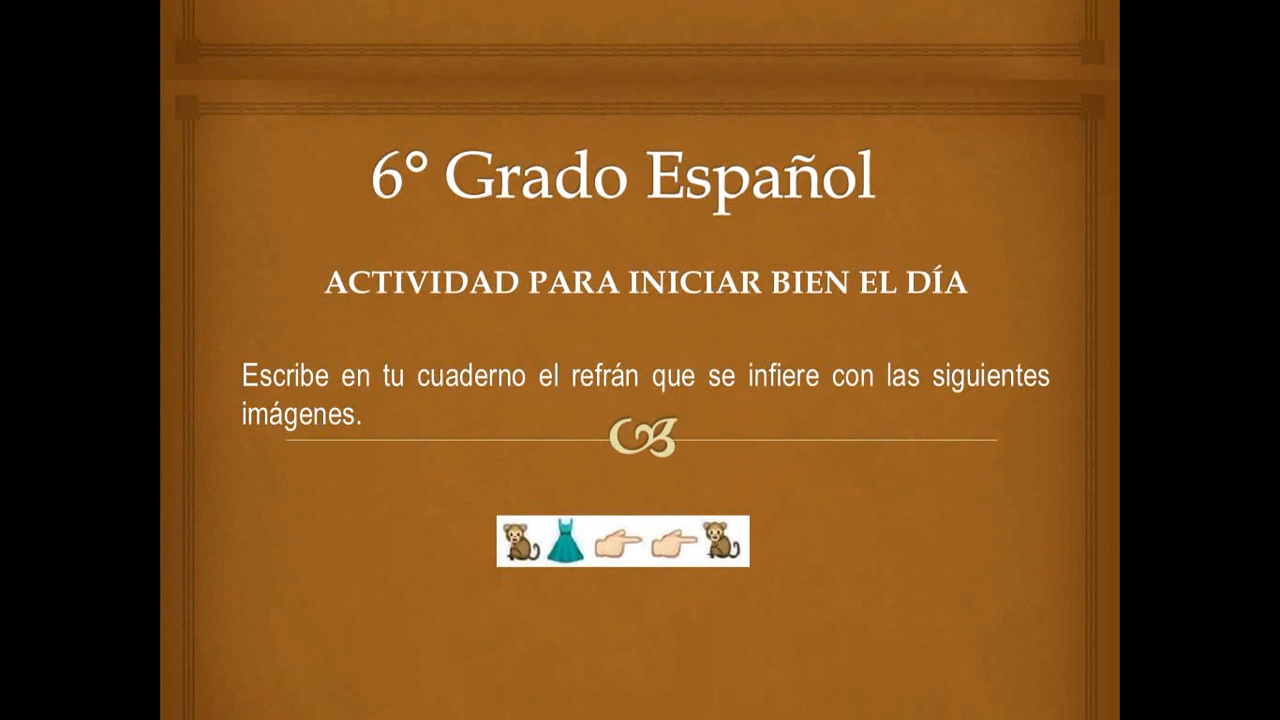 6° Grado Español
ACTIVIDAD PARA INICIAR BIEN EL DÍA
Escribe en tu cuaderno el refrán que se infiere con las siguientes
imágenes.